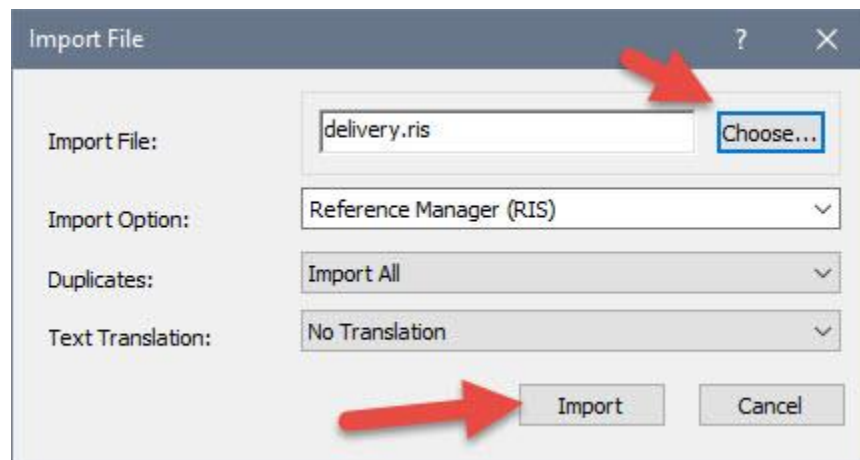 Import File ? ×
Import File: delivery.ris Choose...
Import Option: Reference Manager (RIS)
Duplicates: Import All
Text Translation: No Translation
Import Cancel